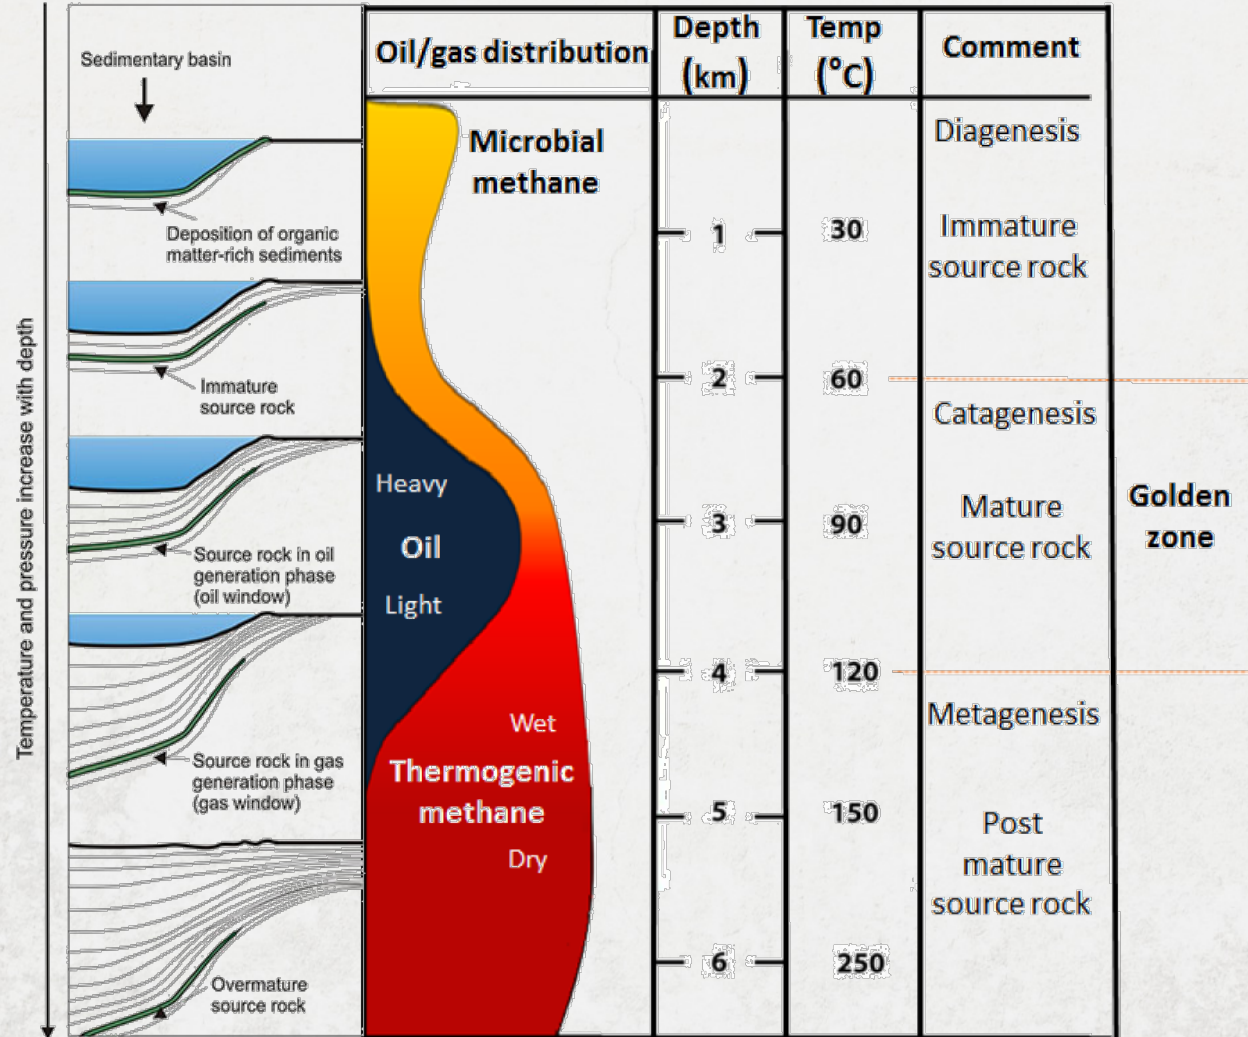 Temperature and pressure increase with depth
Sedimentary basin
Deposition of organic
matter-rich sediments
Immature
source rock
Source rock in oil
generation phase
(oil window)
Source rock in gas
generation phase
(gas window)
Overmature
source rock
Oil/gas distribution
Microbial
methane
Heavy
Oil
Light
Wet
Thermogenic
methane
Dry
Depth
(km)
1
2
3
4
5
6
Temp
(°C)
30
60
90
120
150
250
Comment
Diagenesis
Immature
source rock
Catagenesis
Mature
source rock
Metagenesis
Post
mature
source rock
Golden
zone